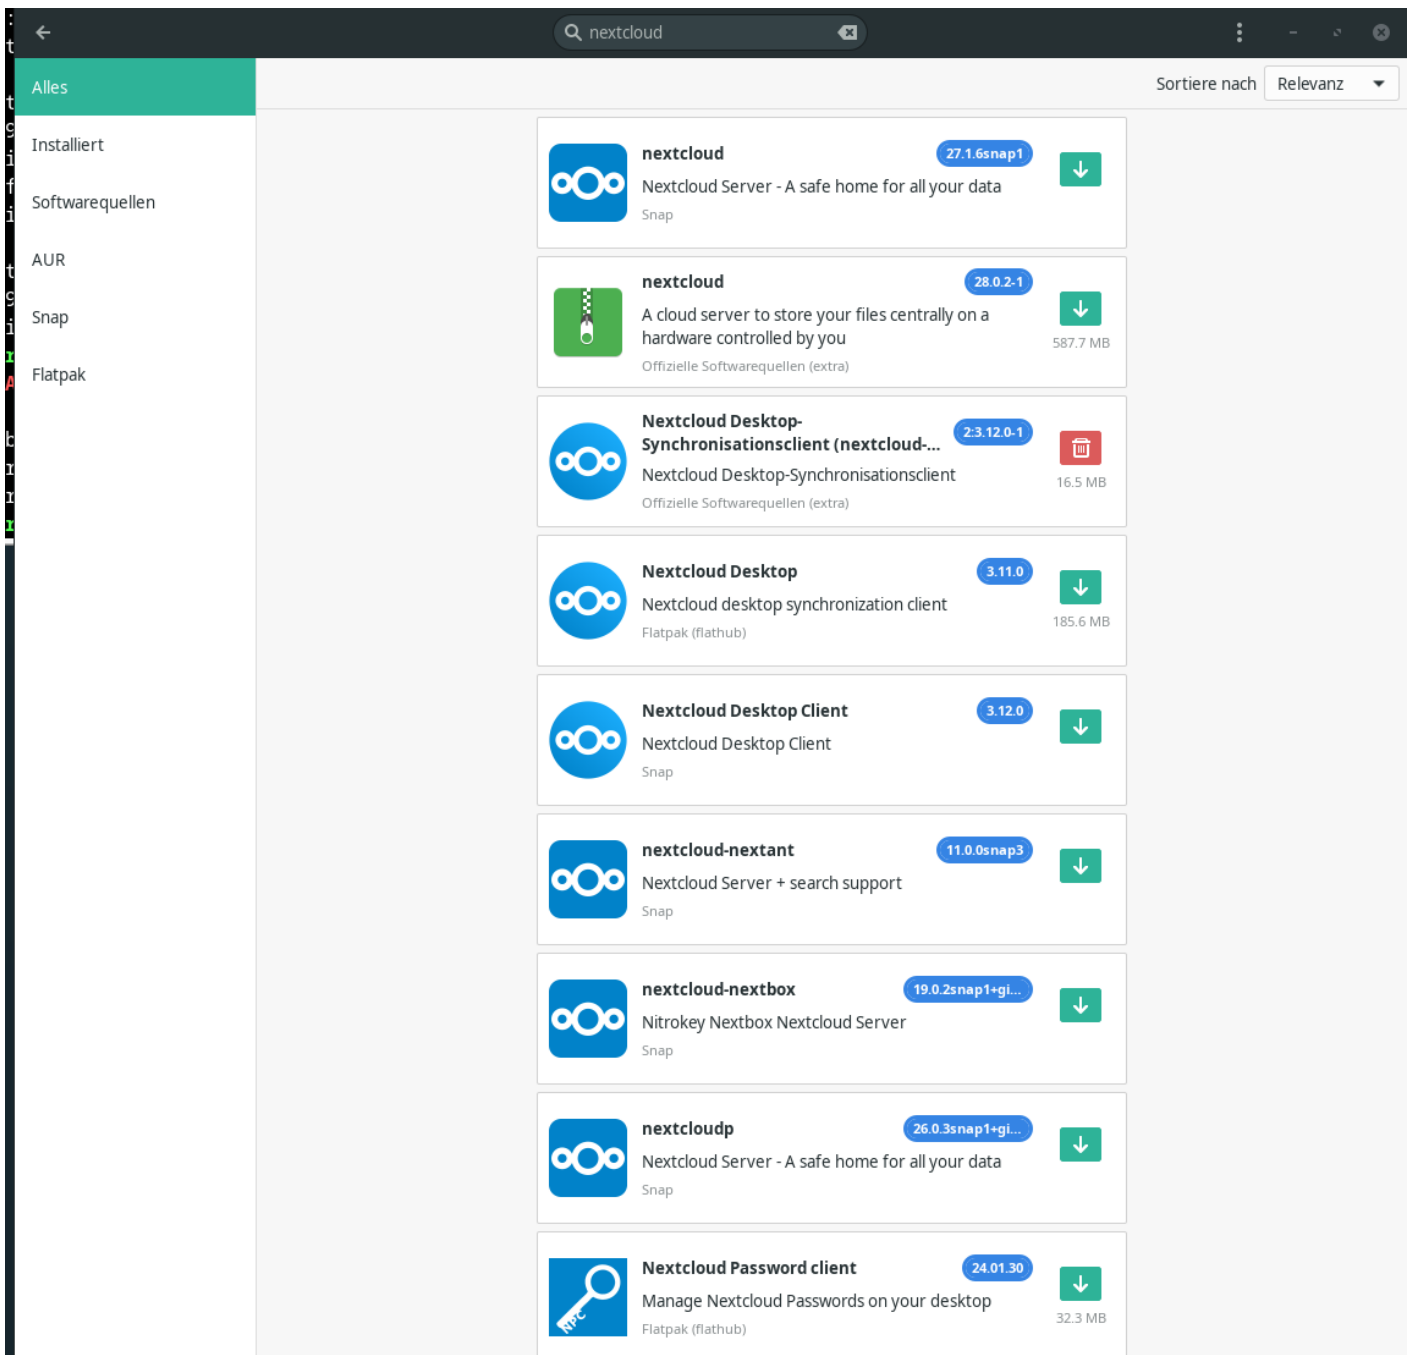 nextcloud
Alles
Sortiere nach Relevanz
Installiert
Softwarequellen
AUR
Snap
Flatpak
nextcloud 27.1.6snap1
Nextcloud Server - A safe home for all your data
Snap
nextcloud 28.0.2-1
A cloud server to store your files centrally on a
hardware controlled by you
587.7 MB
Offizielle Softwarequellen (extra)
Nextcloud Desktop-
Synchronisationsclient (nextcloud-...
2:3.12.0-1
Nextcloud Desktop-Synchronisationsclient
16.5 MB
Offizielle Softwarequellen (extra)
Nextcloud Desktop 3.11.0
Nextcloud desktop synchronization client
185.6 MB
Flatpak (flathub)
Nextcloud Desktop Client 3.12.0
Nextcloud Desktop Client
Snap
nextcloud-nextant 11.0.0snap3
Nextcloud Server + search support
Snap
nextcloud-nextbox 19.0.2snap1+gi...
Nitrokey Nextbox Nextcloud Server
Snap
nextcloudp 26.0.3snap1+gi...
Nextcloud Server - A safe home for all your data
Snap
NPC
Nextcloud Password client 24.01.30
Manage Nextcloud Passwords on your desktop
32.3 MB
Flatpak (flathub)